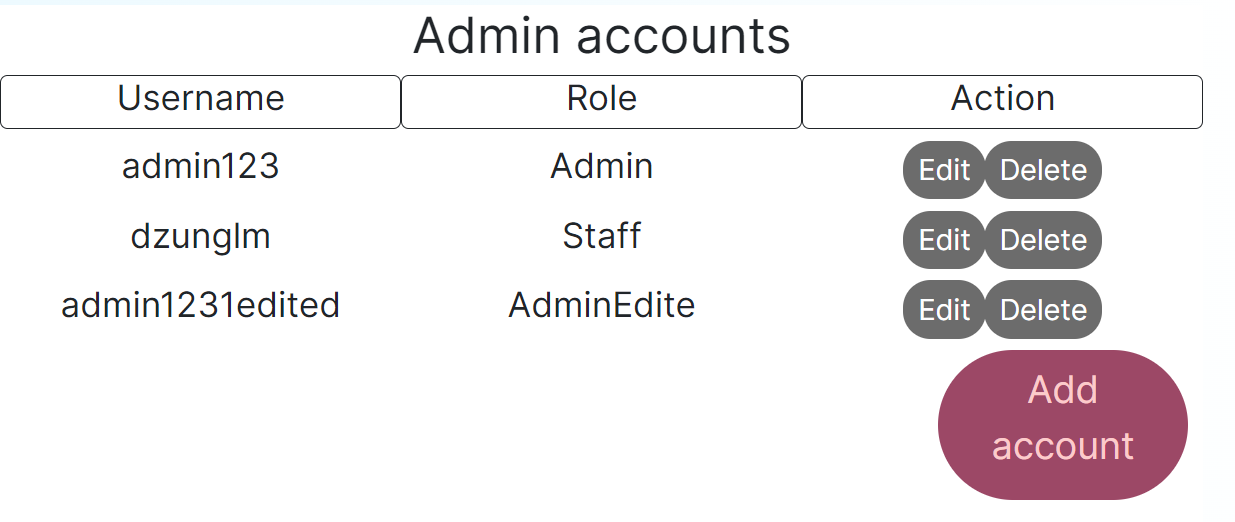 Admin accounts
Username Role Action
admin123 Admin Edit Delete
dzunglm Staff Edit Delete
admin1231edited AdminEdite Edit Delete
Add
account